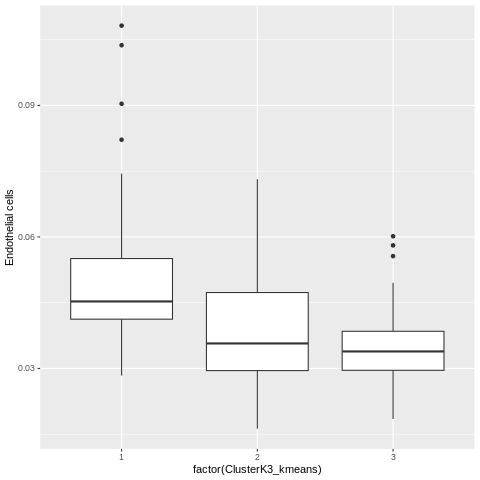 Endothelial cells
0.09
0.06
0.03
1 2 3
factor(ClusterK3_kmeans)